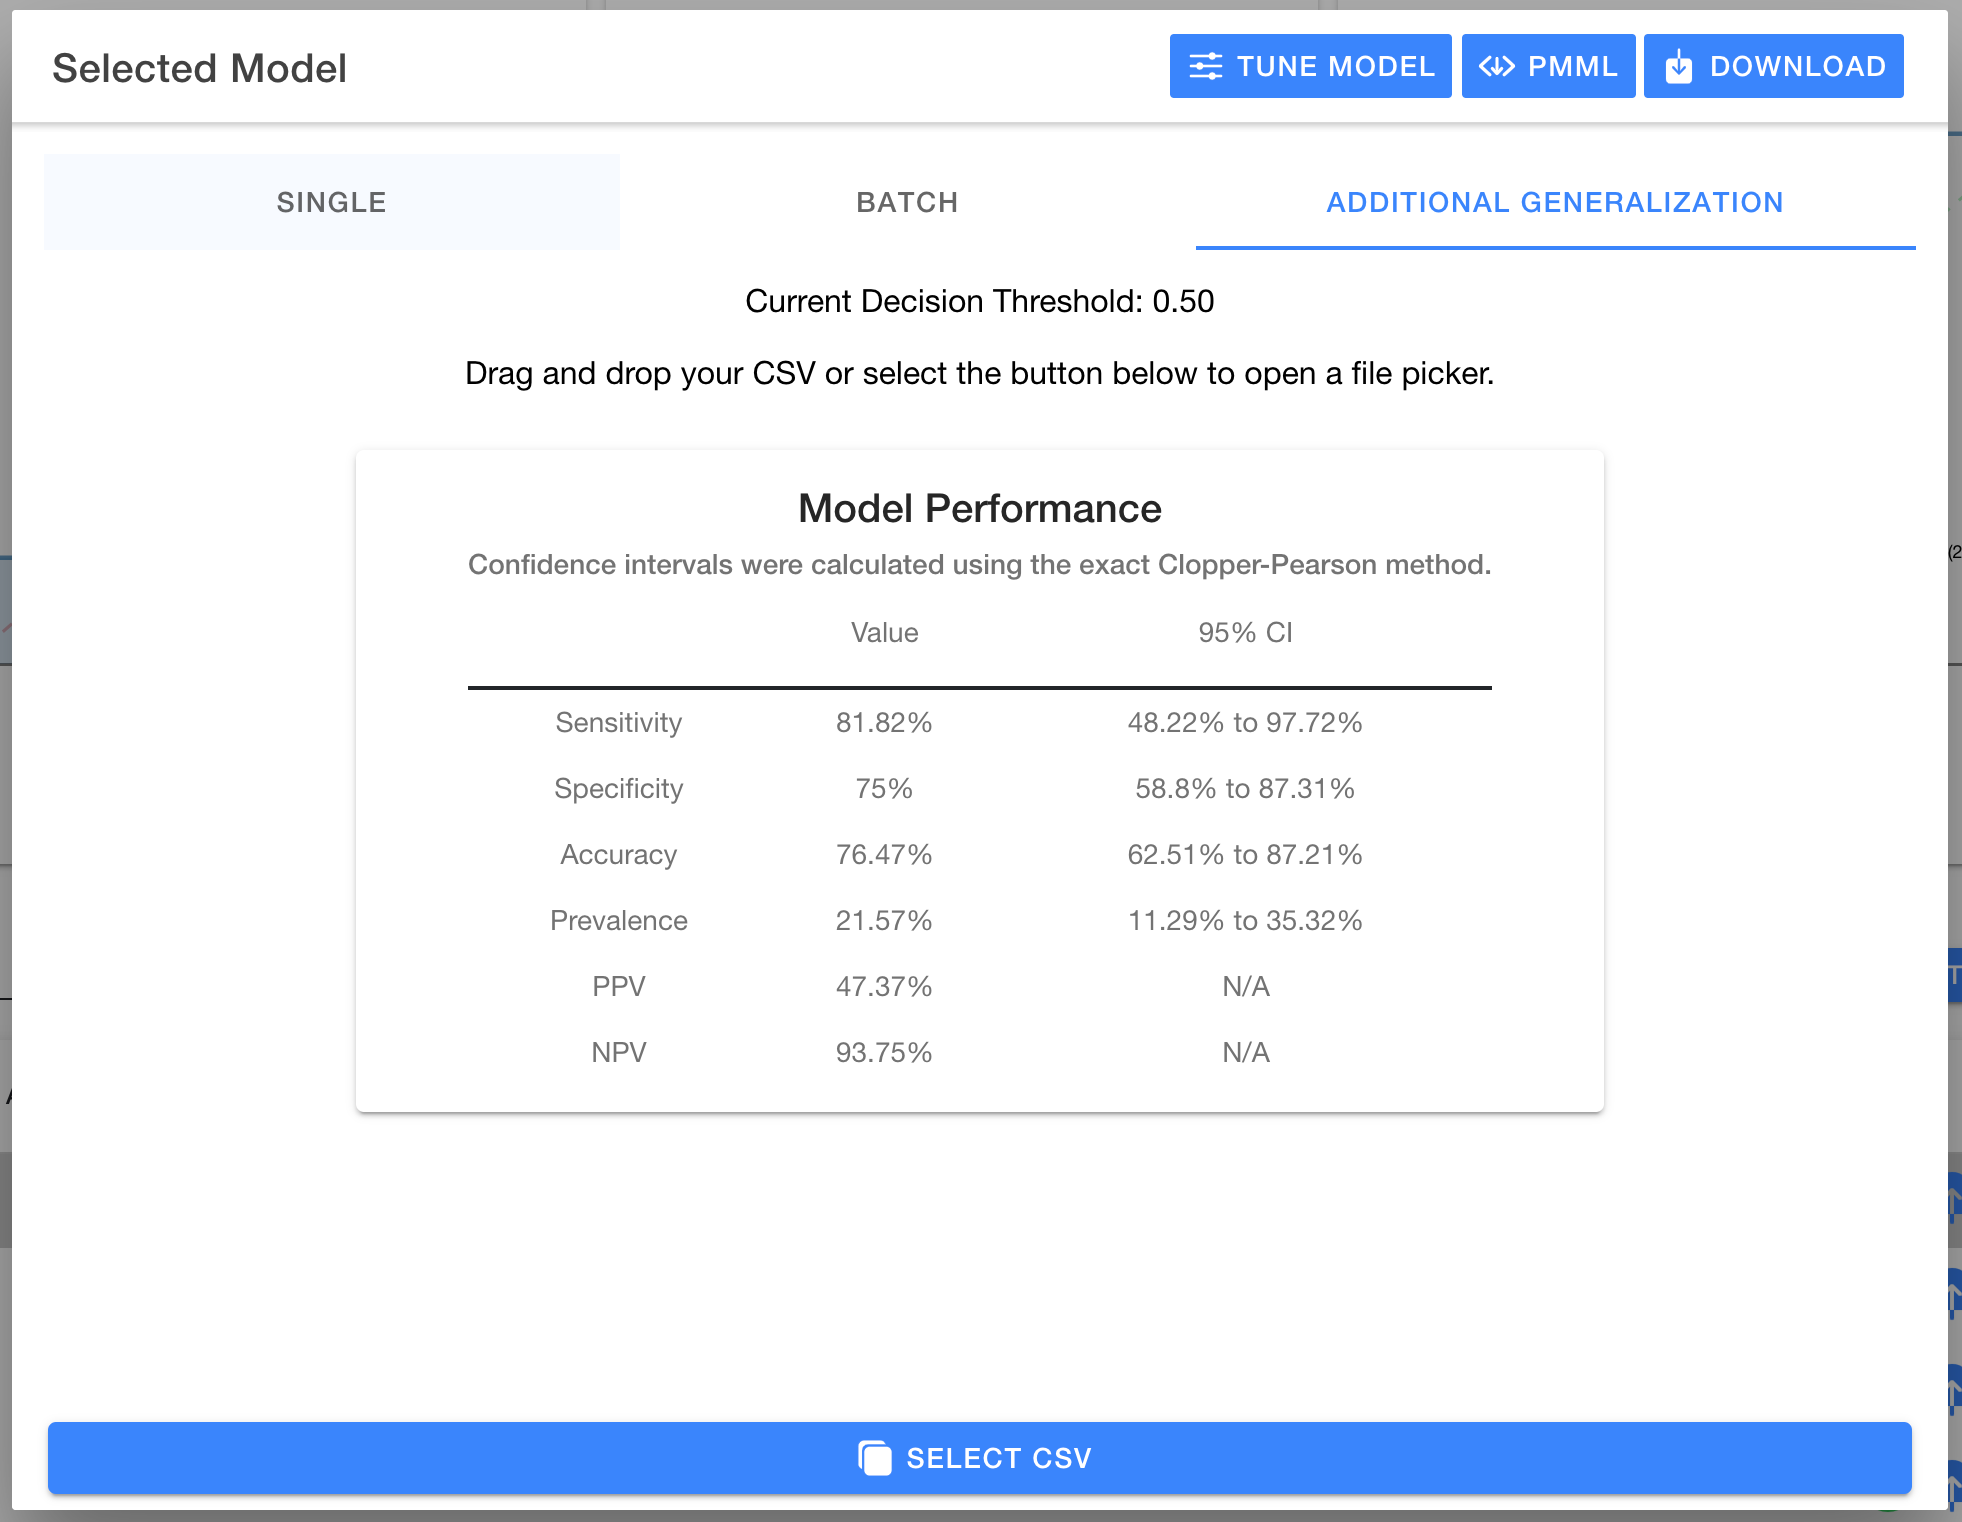 Selected Model
TUNE MODEL
PMML
DOWNLOAD
SINGLE
BATCH
ADDITIONAL GENERALIZATION
Current Decision Threshold: 0.50
Drag and drop your CSV or select the button below to open a file picker.
Model Performance
Confidence intervals were calculated using the exact Clopper-Pearson method.
Value 95% CI
Sensitivity 81.82% 48.22% to 97.72%
Specificity 75% 58.8% to 87.31%
Accuracy 76.47% 62.51% to 87.21%
Prevalence 21.57% 11.29% to 35.32%
PPV 47.37% N/A
NPV 93.75% N/A
SELECT CSV